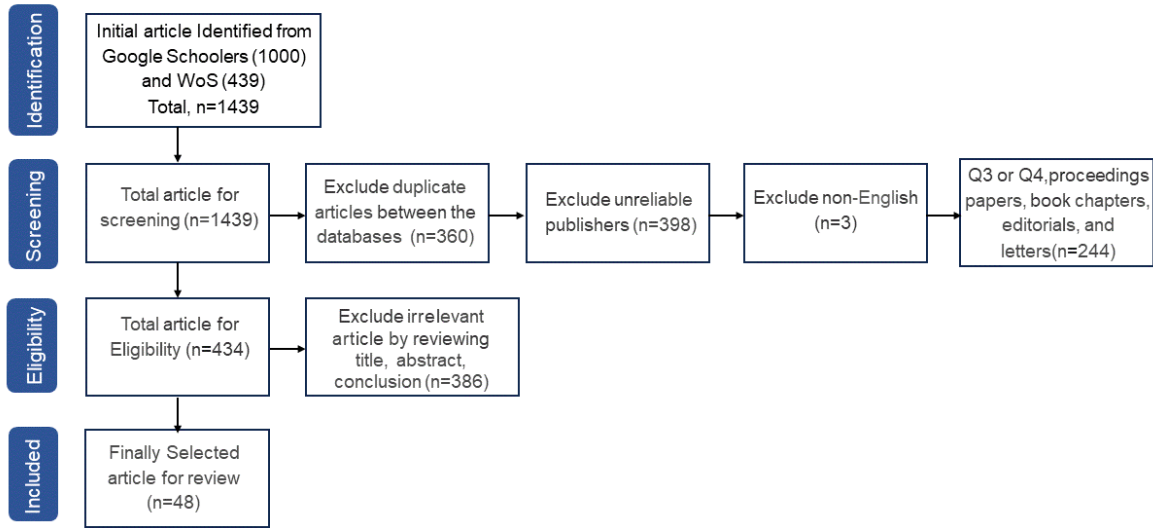 Identification
Initial article Identified from
Google Schoolers (1000)
and WoS (439)
Total, n=1439
Screening
Total article for
screening (n=1439)
Exclude duplicate
articles between the
databases (n=360)
Exclude unreliable
publishers (n=398)
Exclude non-English
(n=3)
Q3 or Q4,proceedings
papers, book chapters,
editorials, and
letters(n=244)
Eligibility
Total article for
Eligibility (n=434)
Exclude irrelevant
article by reviewing
title, abstract,
conclusion (n=386)
Included
Finally Selected
article for review
(n=48)